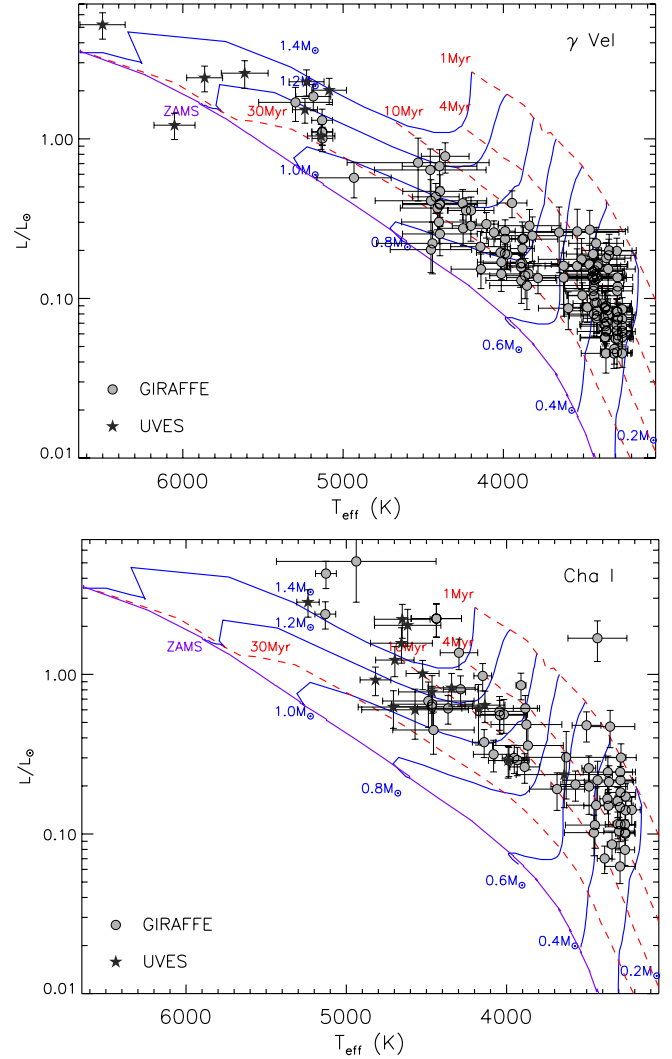 γ Vel
1.4M⊙
1Myr
1.2M⊙
ZAMS
30Myr
10Myr
4Myr
1.00
1.0M⊙
0.8M⊙
L/L⊙
0.10
0.6M⊙
GIRAFFE
0.4M⊙
UVES
0.2M⊙
0.01
6000
5000
4000
T_eff (K)
Cha I
1.4M⊙
1Myr
1.2M⊙
ZAMS
30Myr
10Myr
4Myr
1.00
1.0M⊙
0.8M⊙
L/L⊙
0.10
0.6M⊙
GIRAFFE
0.4M⊙
UVES
0.2M⊙
0.01
6000
5000
4000
T_eff (K)